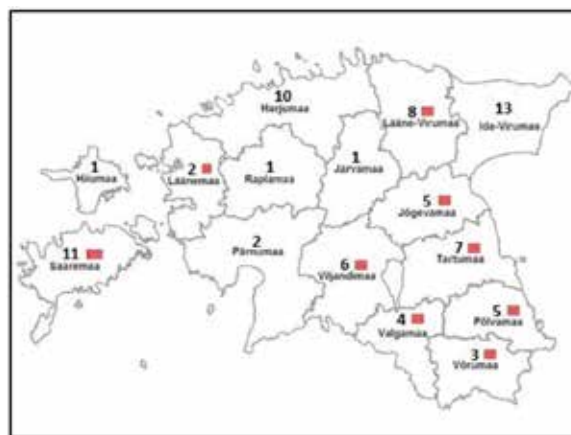 10
Harjumaa
8
Lääne-Virumaa
13
Ida-Virumaa
1
Hiiumaa
2
Läänemaa
1
Raplamaa
1
Järvamaa
5
Jõgevamaa
11
Saaremaa
2
Pärnumaa
6
Viljandimaa
7
Tartumaa
4
Valgamaa
5
Põlvamaa
3
Võrumaa